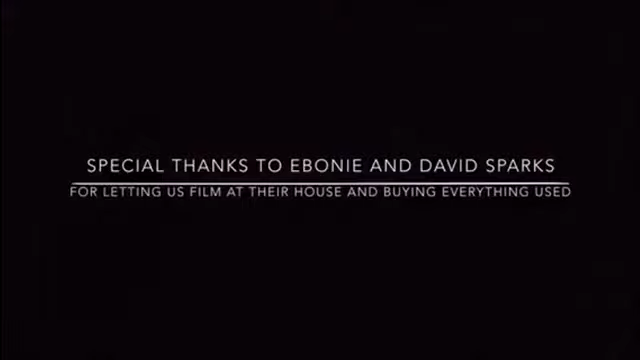 SPECIAL THANKS TO EBONIE AND DAVID SPARKS
FOR LETTING US FILM AT THEIR HOUSE AND BUYING EVERYTHING USED